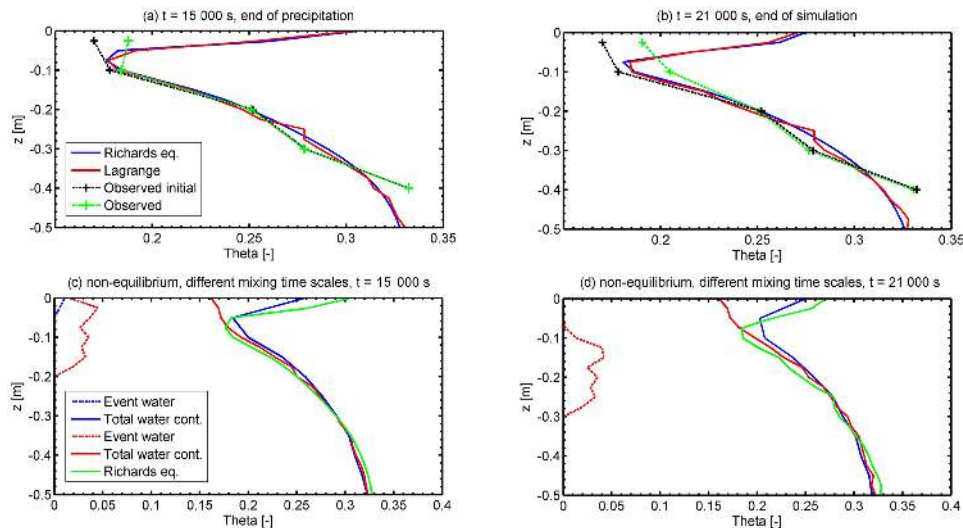 (a) t = 15 000 s, end of precipitation
(b) t = 21 000 s, end of simulation
0
-0.1
-0.2
-0.3
-0.4
-0.5
z [m]
Richards eq.
Lagrange
Observed initial
Observed
0.2
0.25
0.3
0.35
Theta [-]
0
-0.1
-0.2
-0.3
-0.4
-0.5
z [m]
0.2
0.25
0.3
0.35
Theta [-]
(c) non-equilibrium, different mixing time scales, t = 15 000 s
(d) non-equilibrium, different mixing time scales, t = 21 000 s
0
-0.1
-0.2
-0.3
-0.4
-0.5
z [m]
Event water
Total water cont.
Event water
Total water cont.
Richards eq.
0
0.05
0.1
0.15
0.2
0.25
0.3
0.35
0.4
Theta [-]
0
-0.1
-0.2
-0.3
-0.4
-0.5
z [m]
0
0.05
0.1
0.15
0.2
0.25
0.3
0.35
0.4
Theta [-]